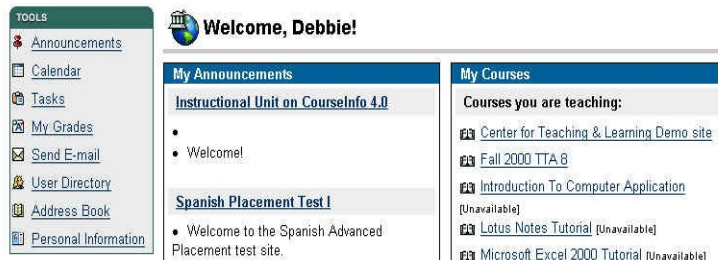 TOOLS
Announcements
Calendar
Tasks
My Grades
Send E-mail
User Directory
Address Book
Personal Information
Welcome, Debbie!
My Announcements
Instructional Unit on CourseInfo 4.0
•
• Welcome!
Spanish Placement Test I
• Welcome to the Spanish Advanced
Placement test site.
My Courses
Courses you are teaching:
Center for Teaching & Learning Demo site
Fall 2000 TTA 8
Introduction To Computer Application
[Unavailable]
Lotus Notes Tutorial [Unavailable]
Microsoft Excel 2000 Tutorial [Unavailable]